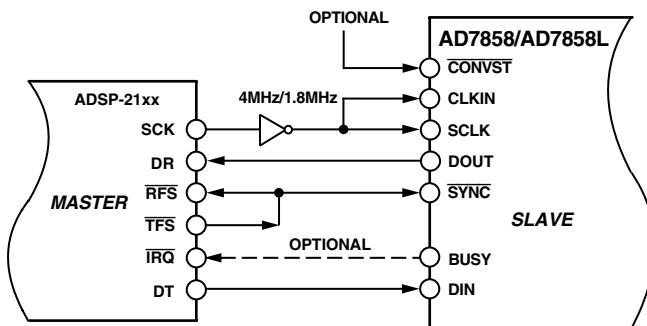 OPTIONAL
AD7858/AD7858L
CONVST
ADSP-21xx
4MHz/1.8MHz
CLKIN
SCK
SCLK
DR
DOUT
RFS
SYNC
MASTER
SLAVE
TFS
OPTIONAL
IRQ
BUSY
DT
DIN